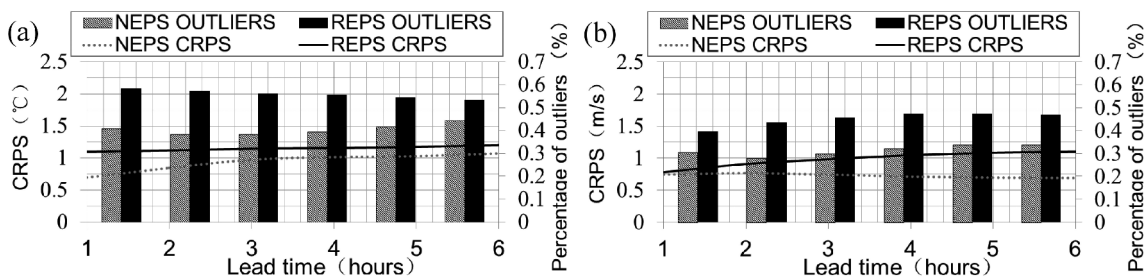 (a)
NEPS OUTLIERS REPS OUTLIERS
NEPS CRPS REPS CRPS
CRPS（℃）
2.5
2
1.5
1
0.5
0
0.7
0.6
0.5
0.4
0.3
0.2
0.1
0
Percentage of outliers（%）
1 2 3 4 5 6
Lead time（hours）
(b)
NEPS OUTLIERS REPS OUTLIERS
NEPS CRPS REPS CRPS
CRPS（m/s）
2.5
2
1.5
1
0.5
0
0.7
0.6
0.5
0.4
0.3
0.2
0.1
0
Percentage of outliers（%）
1 2 3 4 5 6
Lead time（hours）